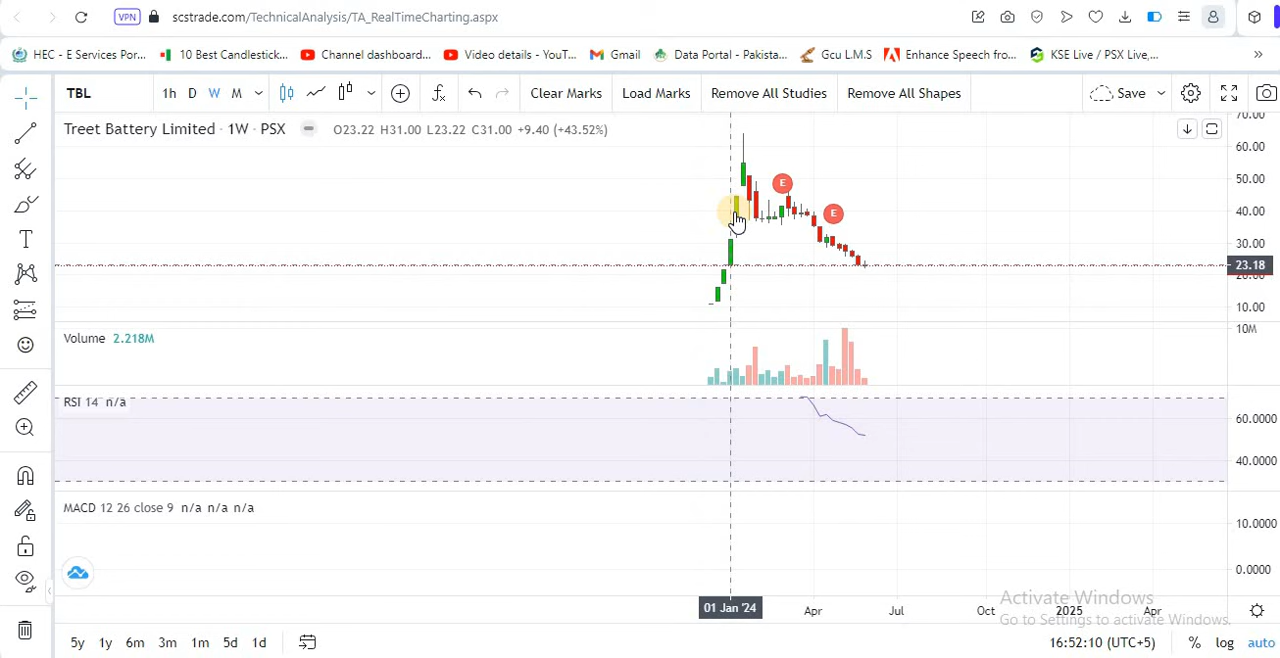 VPN scstrade.com/TechnicalAnalysis/TA_RealTimeCharting.aspx
HEC - E Services Por... 10 Best Candlestick... Channel dashboard... Video details - YouT... Gmail Data Portal - Pakista... Gcu L.M.S Enhance Speech fro... KSE Live / PSX Live,... »
TBL 1h D W M Clear Marks Load Marks Remove All Studies Remove All Shapes Save
Treet Battery Limited · 1W · PSX O23.22 H31.00 L23.22 C31.00 +9.40 (+43.52%)
70.00
60.00
50.00
E
E
40.00
30.00
23.18
20.00
10.00
Volume 2.218M
10M
RSI 14 n/a
60.0000
40.0000
MACD 12 26 close 9 n/a n/a n/a
10.0000
0.0000
Activate Windows
Go to Settings to activate Windows.
01 Jan '24 Apr Jul Oct 2025 Apr
5y 1y 6m 3m 1m 5d 1d 16:52:10 (UTC+5) % log auto